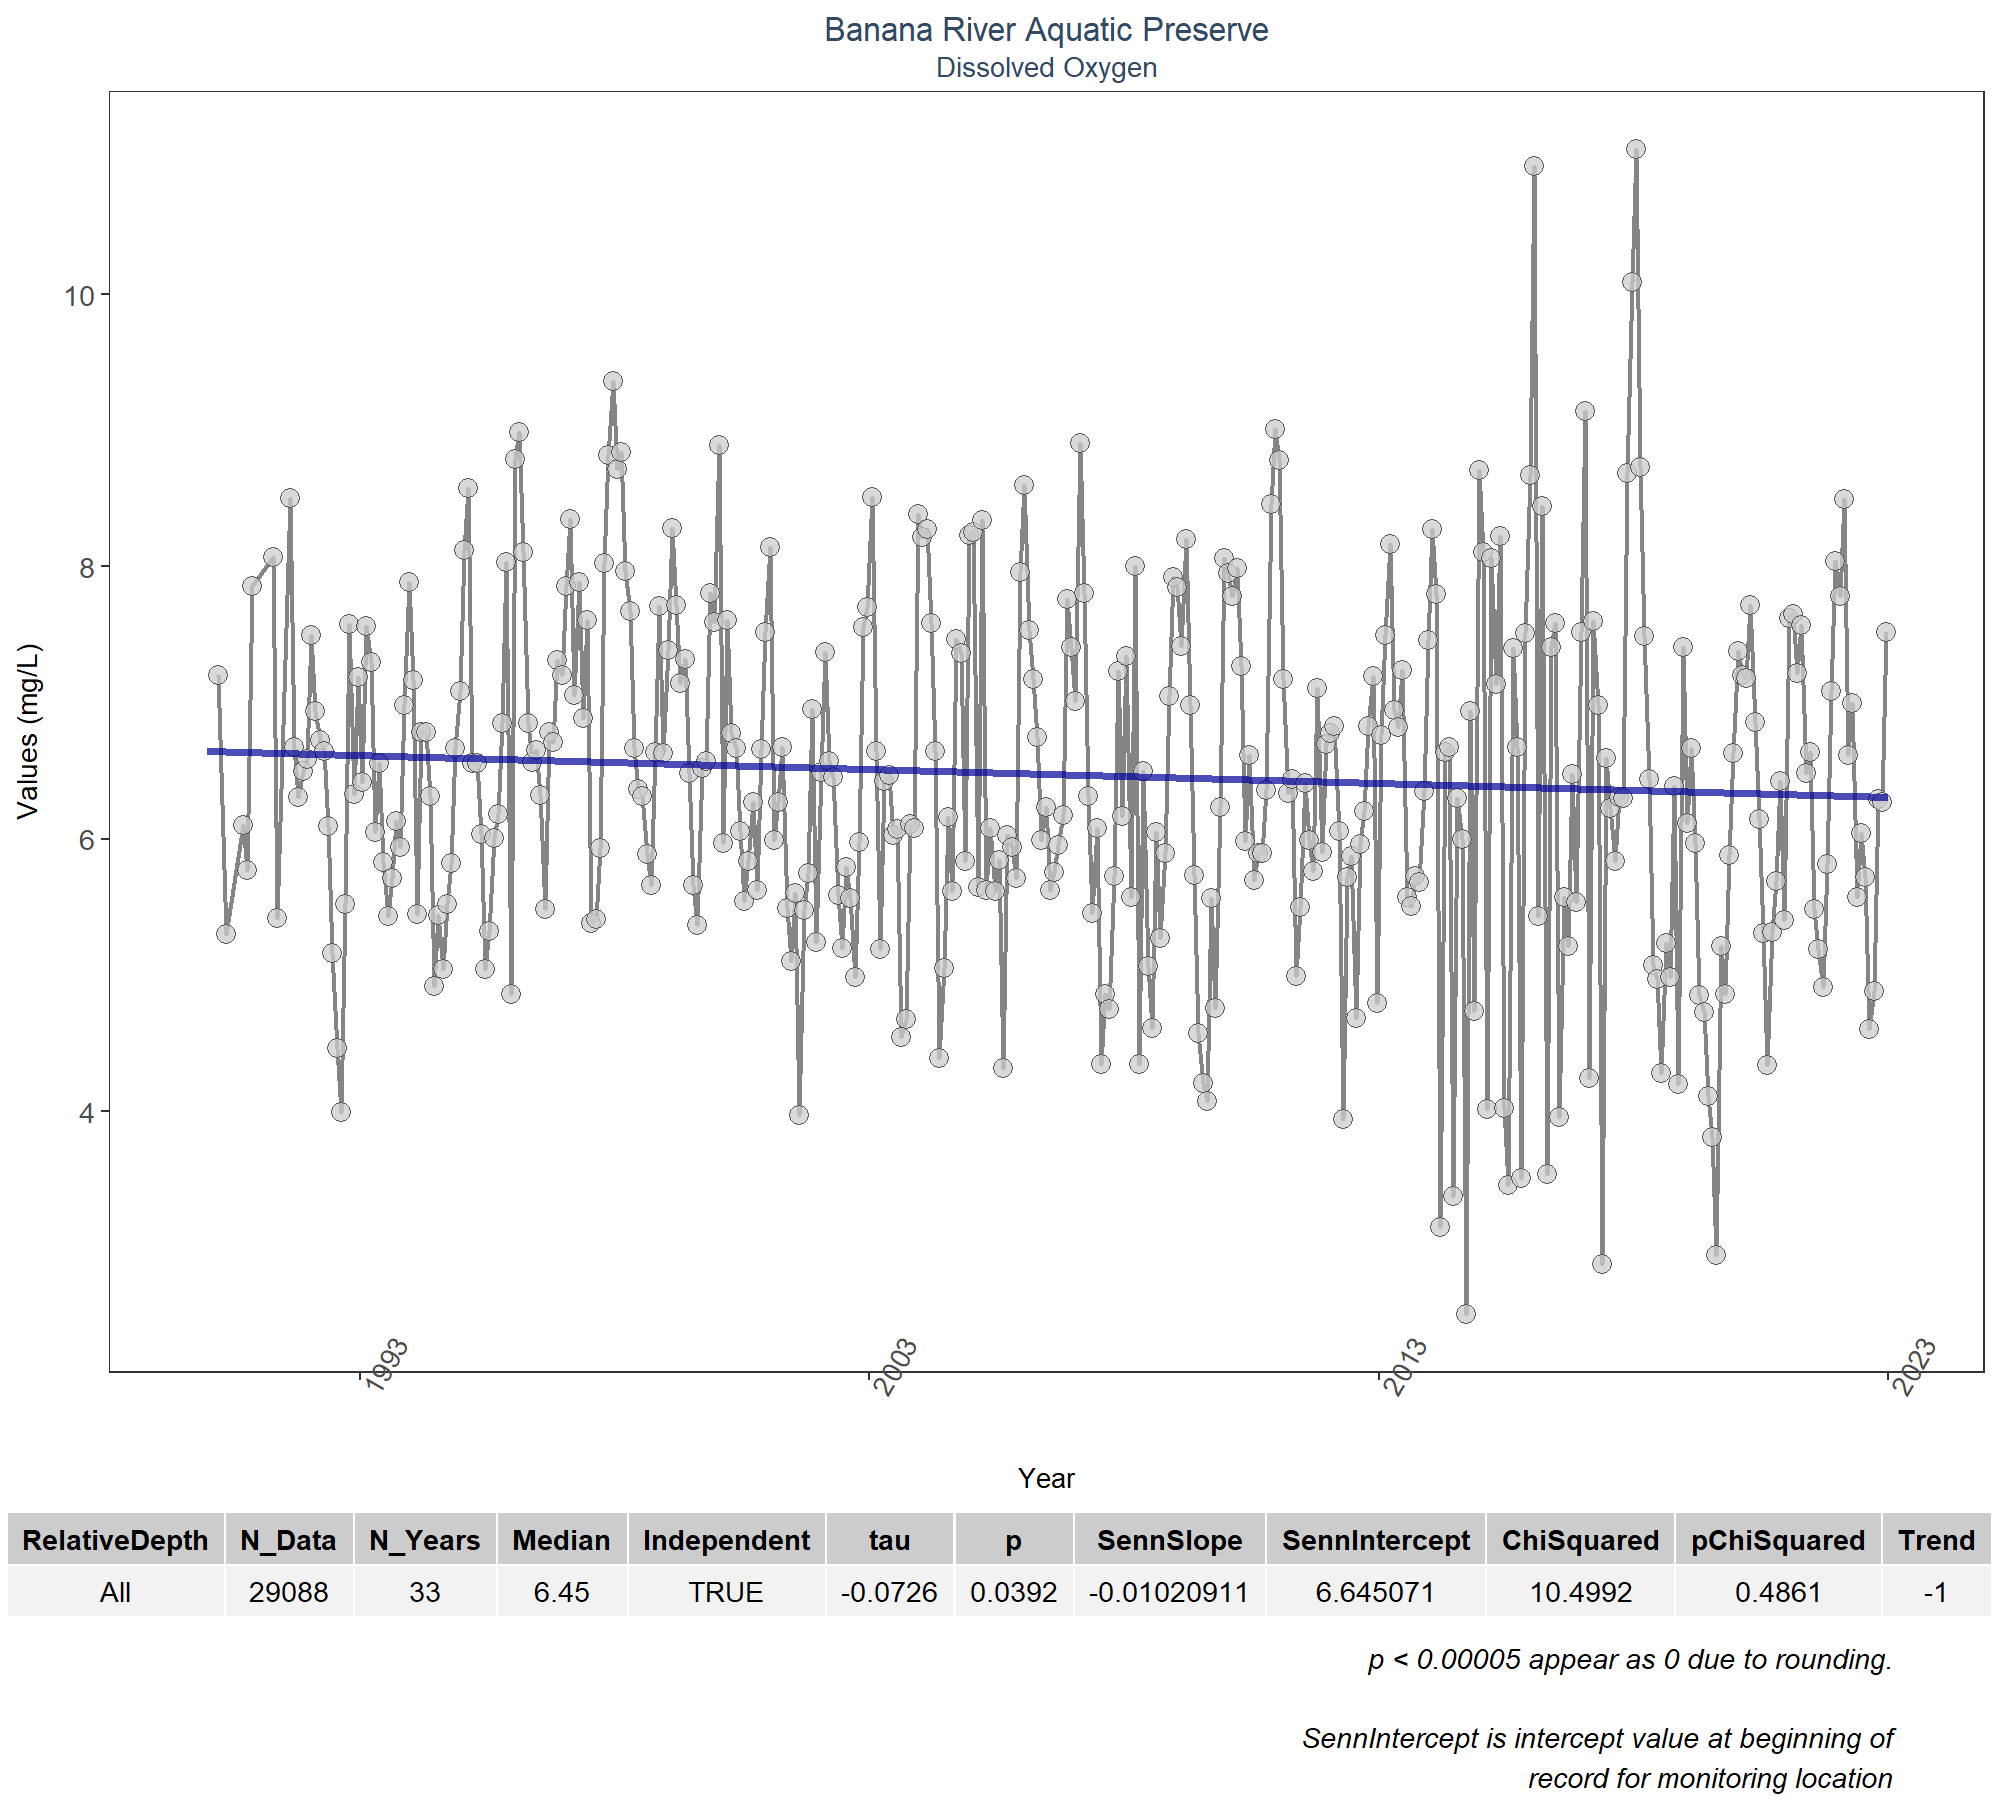 Banana River Aquatic Preserve
Dissolved Oxygen
Values (mg/L)
10
8
6
4
1993 2003 2013 2023
Year
RelativeDepth N_Data N_Years Median Independent tau p SennSlope SennIntercept ChiSquared pChiSquared Trend
All 29088 33 6.45 TRUE -0.0726 0.0392 -0.01020911 6.645071 10.4992 0.4861 -1
p < 0.00005 appear as 0 due to rounding.
SennIntercept is intercept value at beginning of
record for monitoring location